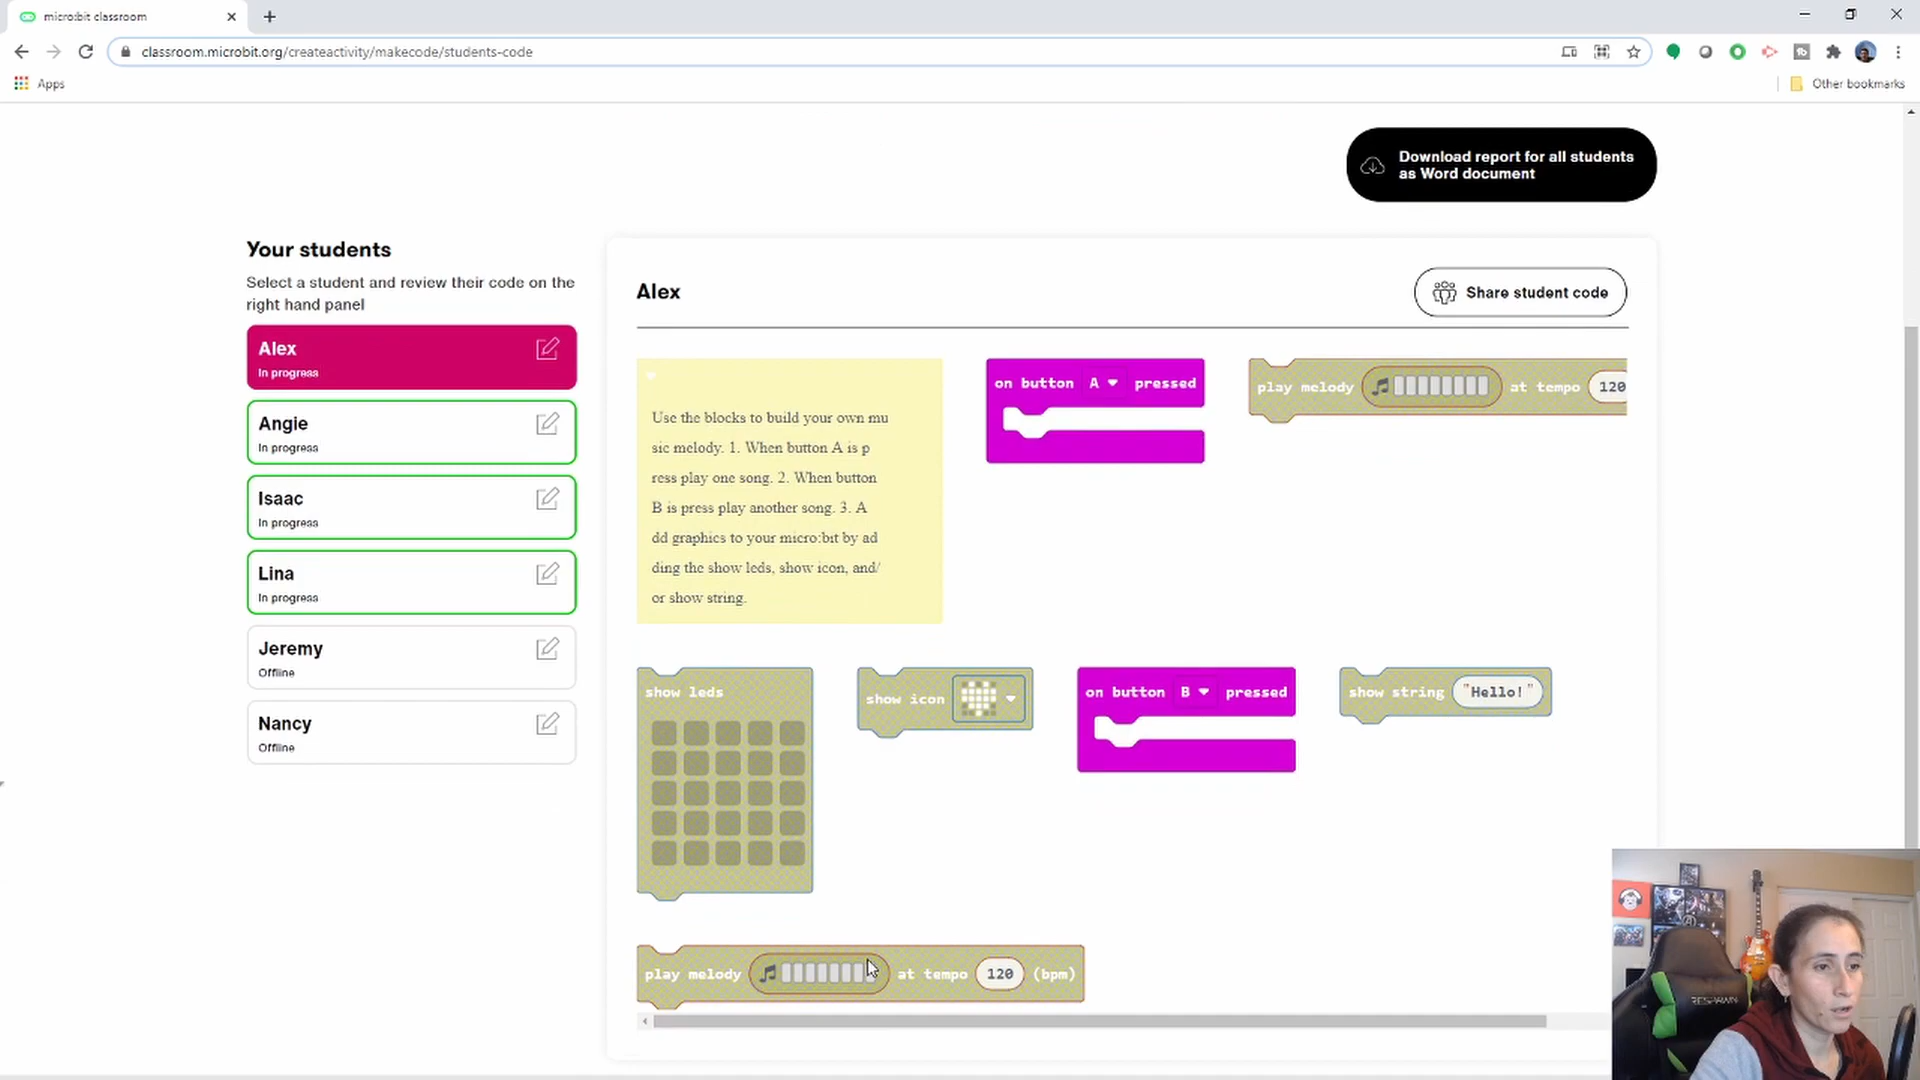 micro:bit classroom
classroom.microbit.org/createactivity/makecode/students-code
Apps
Other bookmarks
Download report for all students
as Word document
Your students
Select a student and review their code on the
right hand panel
Alex
In progress
Angie
In progress
Isaac
In progress
Lina
In progress
Jeremy
Offline
Nancy
Offline
Alex
Share student code
Use the blocks to build your own mu
sic melody. 1. When button A is p
ress play one song. 2. When button
B is press play another song. 3. A
dd graphics to your micro:bit by ad
ding the show leds, show icon, and/
or show string.
on button A pressed
play melody at tempo 120
show leds
show icon
on button B pressed
show string "Hello!"
play melody at tempo 120 (bpm)
RESPAWN